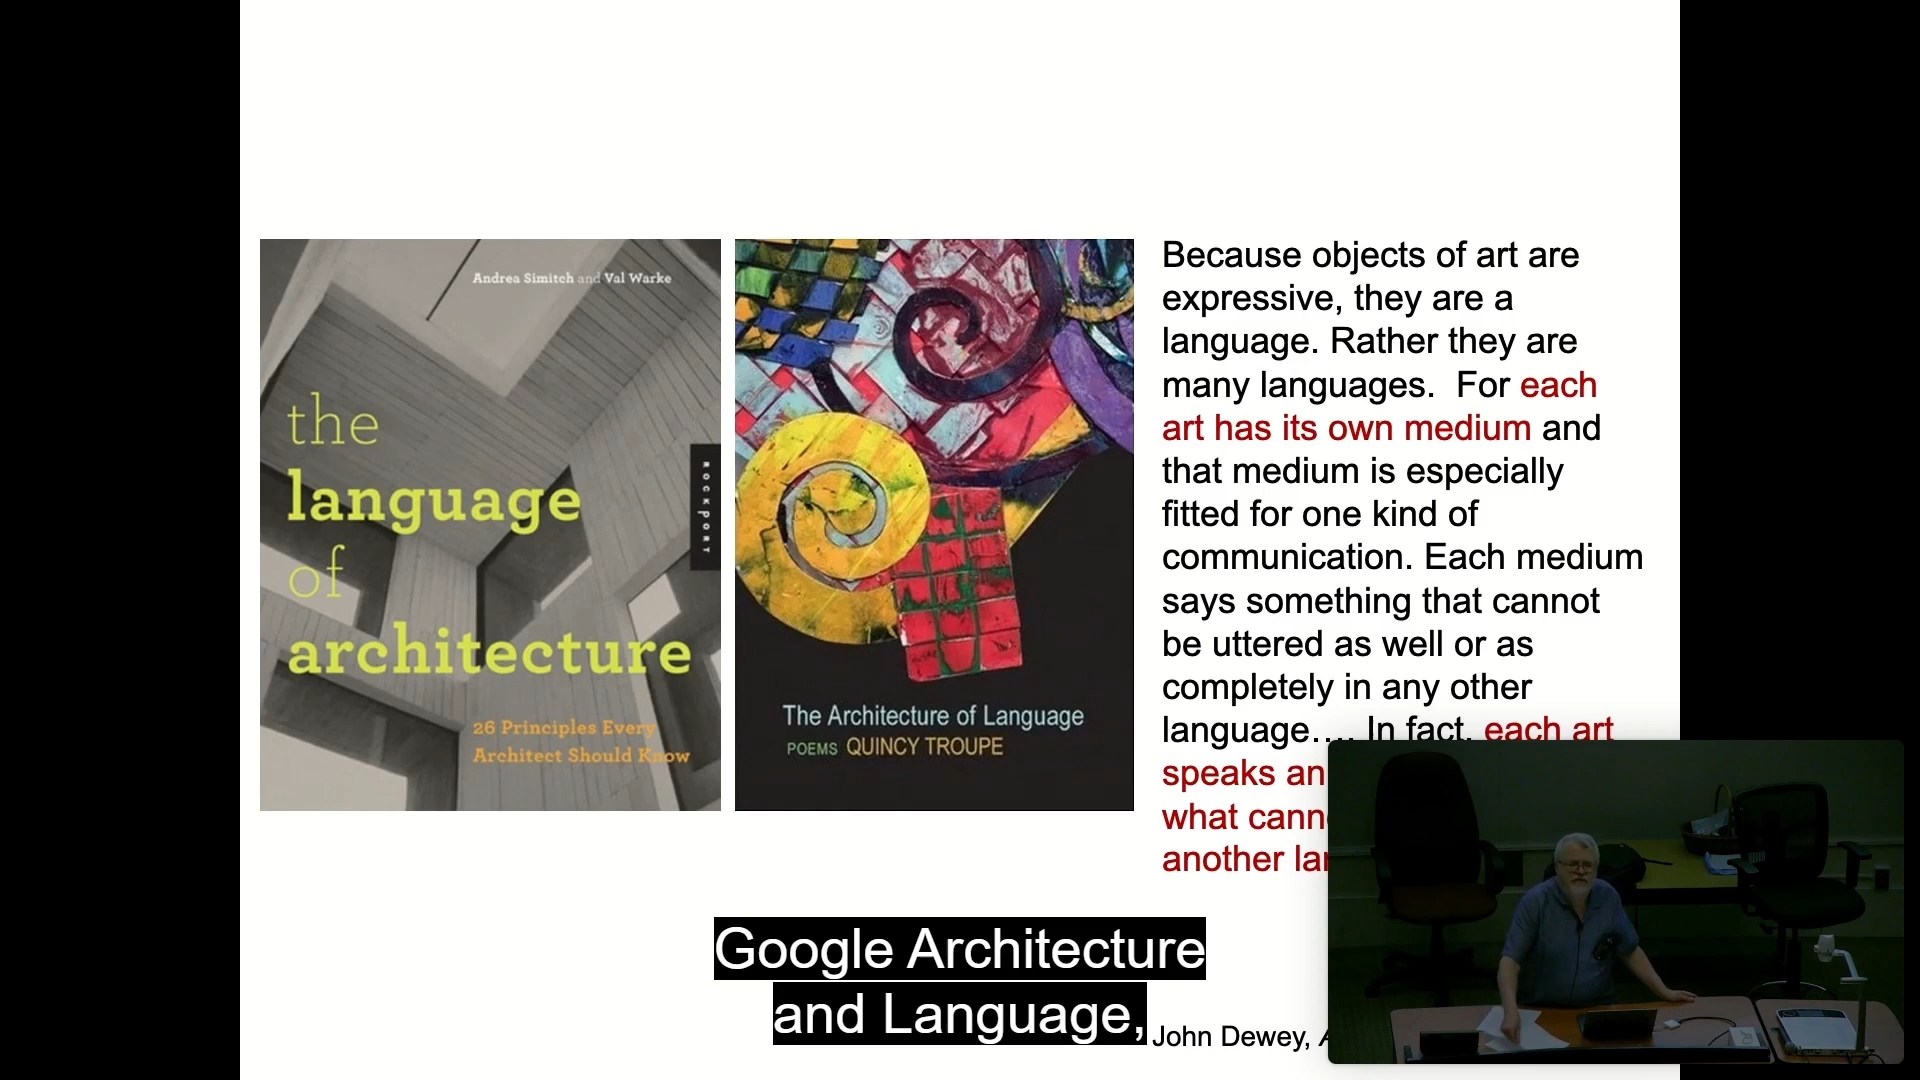 Andrea Simitch and Val Warke
the
language
of
architecture
ROCKPORT
26 Principles Every
Architect Should Know
The Architecture of Language
POEMS QUINCY TROUPE
Because objects of art are
expressive, they are a
language. Rather they are
many languages.  For each
art has its own medium and
that medium is especially
fitted for one kind of
communication. Each medium
says something that cannot
be uttered as well or as
completely in any other
language…. In fact, each art
speaks an
what
another
Google Architecture
and Language,
John Dewey,